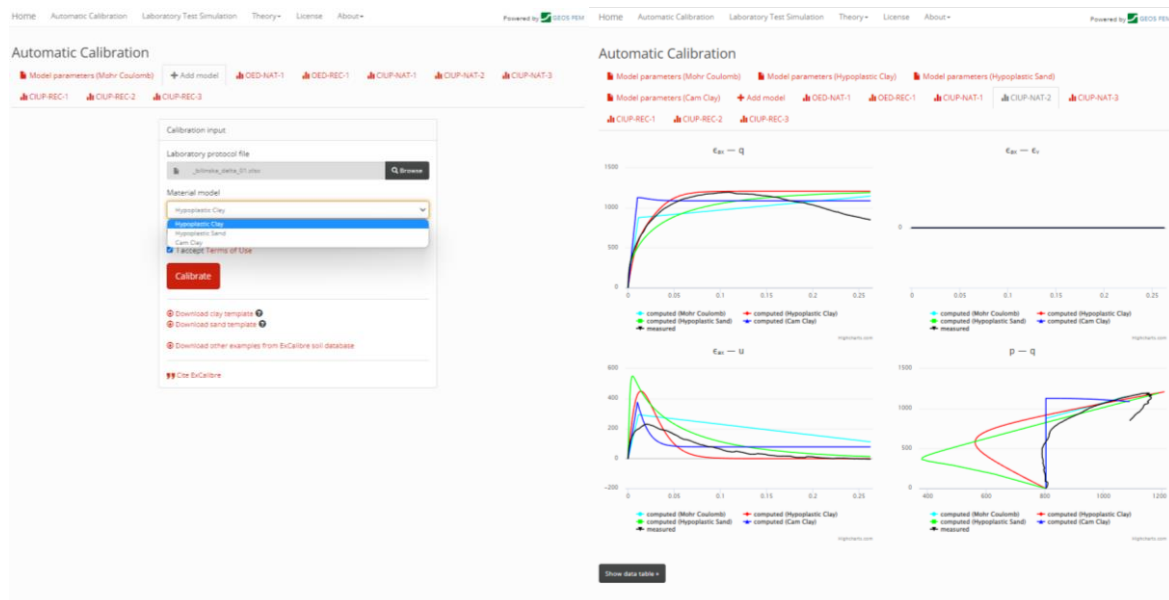 Home Automatic Calibration Laboratory Test Simulation Theory License About Powered by GEOS FEM
Automatic Calibration
Model parameters (Mohr Coulomb) Add model OED-NAT-1 OED-REC-1 CIUP-NAT-1 CIUP-NAT-2 CIUP-NAT-3
CIUP-REC-1 CIUP-REC-2 CIUP-REC-3
Calibration input
Laboratory protocol file
_bilinska_delta_01.xlsx Browse
Material model
Hypoplastic Clay
Hypoplastic Clay
Hypoplastic Sand
Cam Clay
I accept Terms of Use
Calibrate
Download clay template
Download sand template
Download other examples from ExCalibre soil database
Cite ExCalibre
Home Automatic Calibration Laboratory Test Simulation Theory License About Powered by GEOS FEM
Automatic Calibration
Model parameters (Mohr Coulomb) Model parameters (Hypoplastic Clay) Model parameters (Hypoplastic Sand)
Model parameters (Cam Clay) Add model OED-NAT-1 OED-REC-1 CIUP-NAT-1 CIUP-NAT-2 CIUP-NAT-3
CIUP-REC-1 CIUP-REC-2 CIUP-REC-3
εax — q
1500
1000
500
0
0 0.05 0.1 0.15 0.2 0.25
computed (Mohr Coulomb) computed (Hypoplastic Clay)
computed (Hypoplastic Sand) computed (Cam Clay)
measured
Highcharts.com
εax — εv
0
0 0.05 0.1 0.15 0.2 0.25
computed (Mohr Coulomb) computed (Hypoplastic Clay)
computed (Hypoplastic Sand) computed (Cam Clay)
measured
Highcharts.com
εax — u
600
400
200
0
−200
0 0.05 0.1 0.15 0.2 0.25
computed (Mohr Coulomb) computed (Hypoplastic Clay)
computed (Hypoplastic Sand) computed (Cam Clay)
measured
Highcharts.com
p — q
1500
1000
500
0
400 600 800 1000 1200
computed (Mohr Coulomb) computed (Hypoplastic Clay)
computed (Hypoplastic Sand) computed (Cam Clay)
measured
Highcharts.com
Show data table »